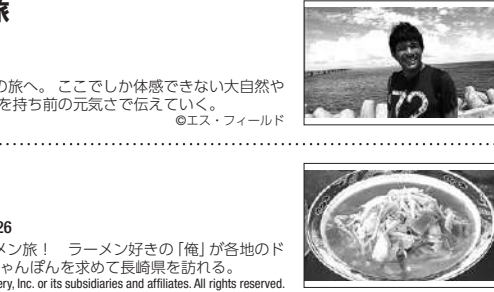 旅
の旅へ。ここでしか体感できない大自然や
を持ち前の元気さで伝えていく。
©エス・フィールド
72
26
メン旅！　ラーメン好きの「俺」が各地のド
ゃんぽんを求めて長崎県を訪れる。
ery, Inc. or its subsidiaries and affiliates. All rights reserved.